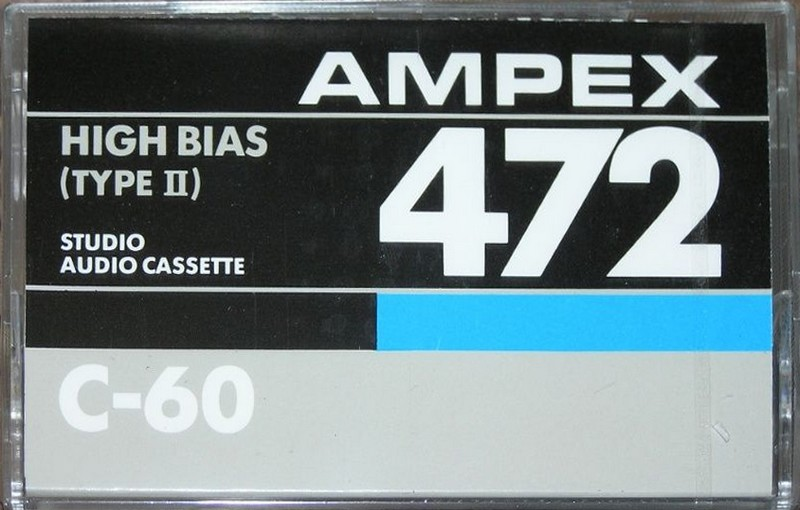 AMPEX
HIGH BIAS
(TYPE II)
472
STUDIO
AUDIO CASSETTE
C-60